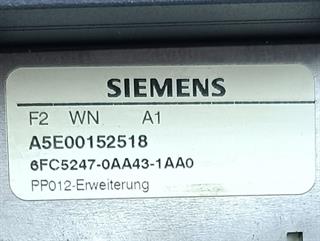 SIEMENS
F2 WN A1
A5E00152518
6FC5247-0AA43-1AA0
PP012-Erweiterung